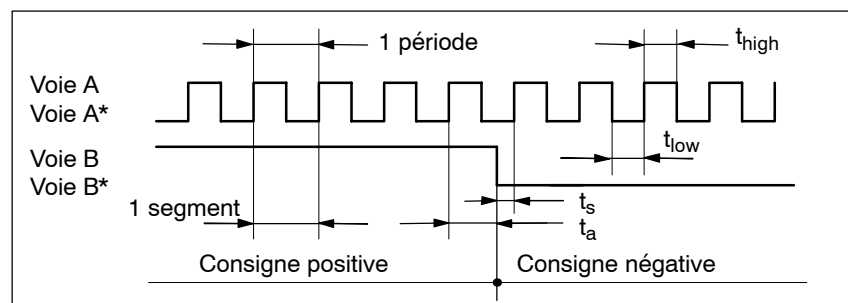 1 période
t_high
Voie A
Voie A*
t_low
Voie B
Voie B*
t_s
1 segment
t_a
Consigne positive
Consigne négative